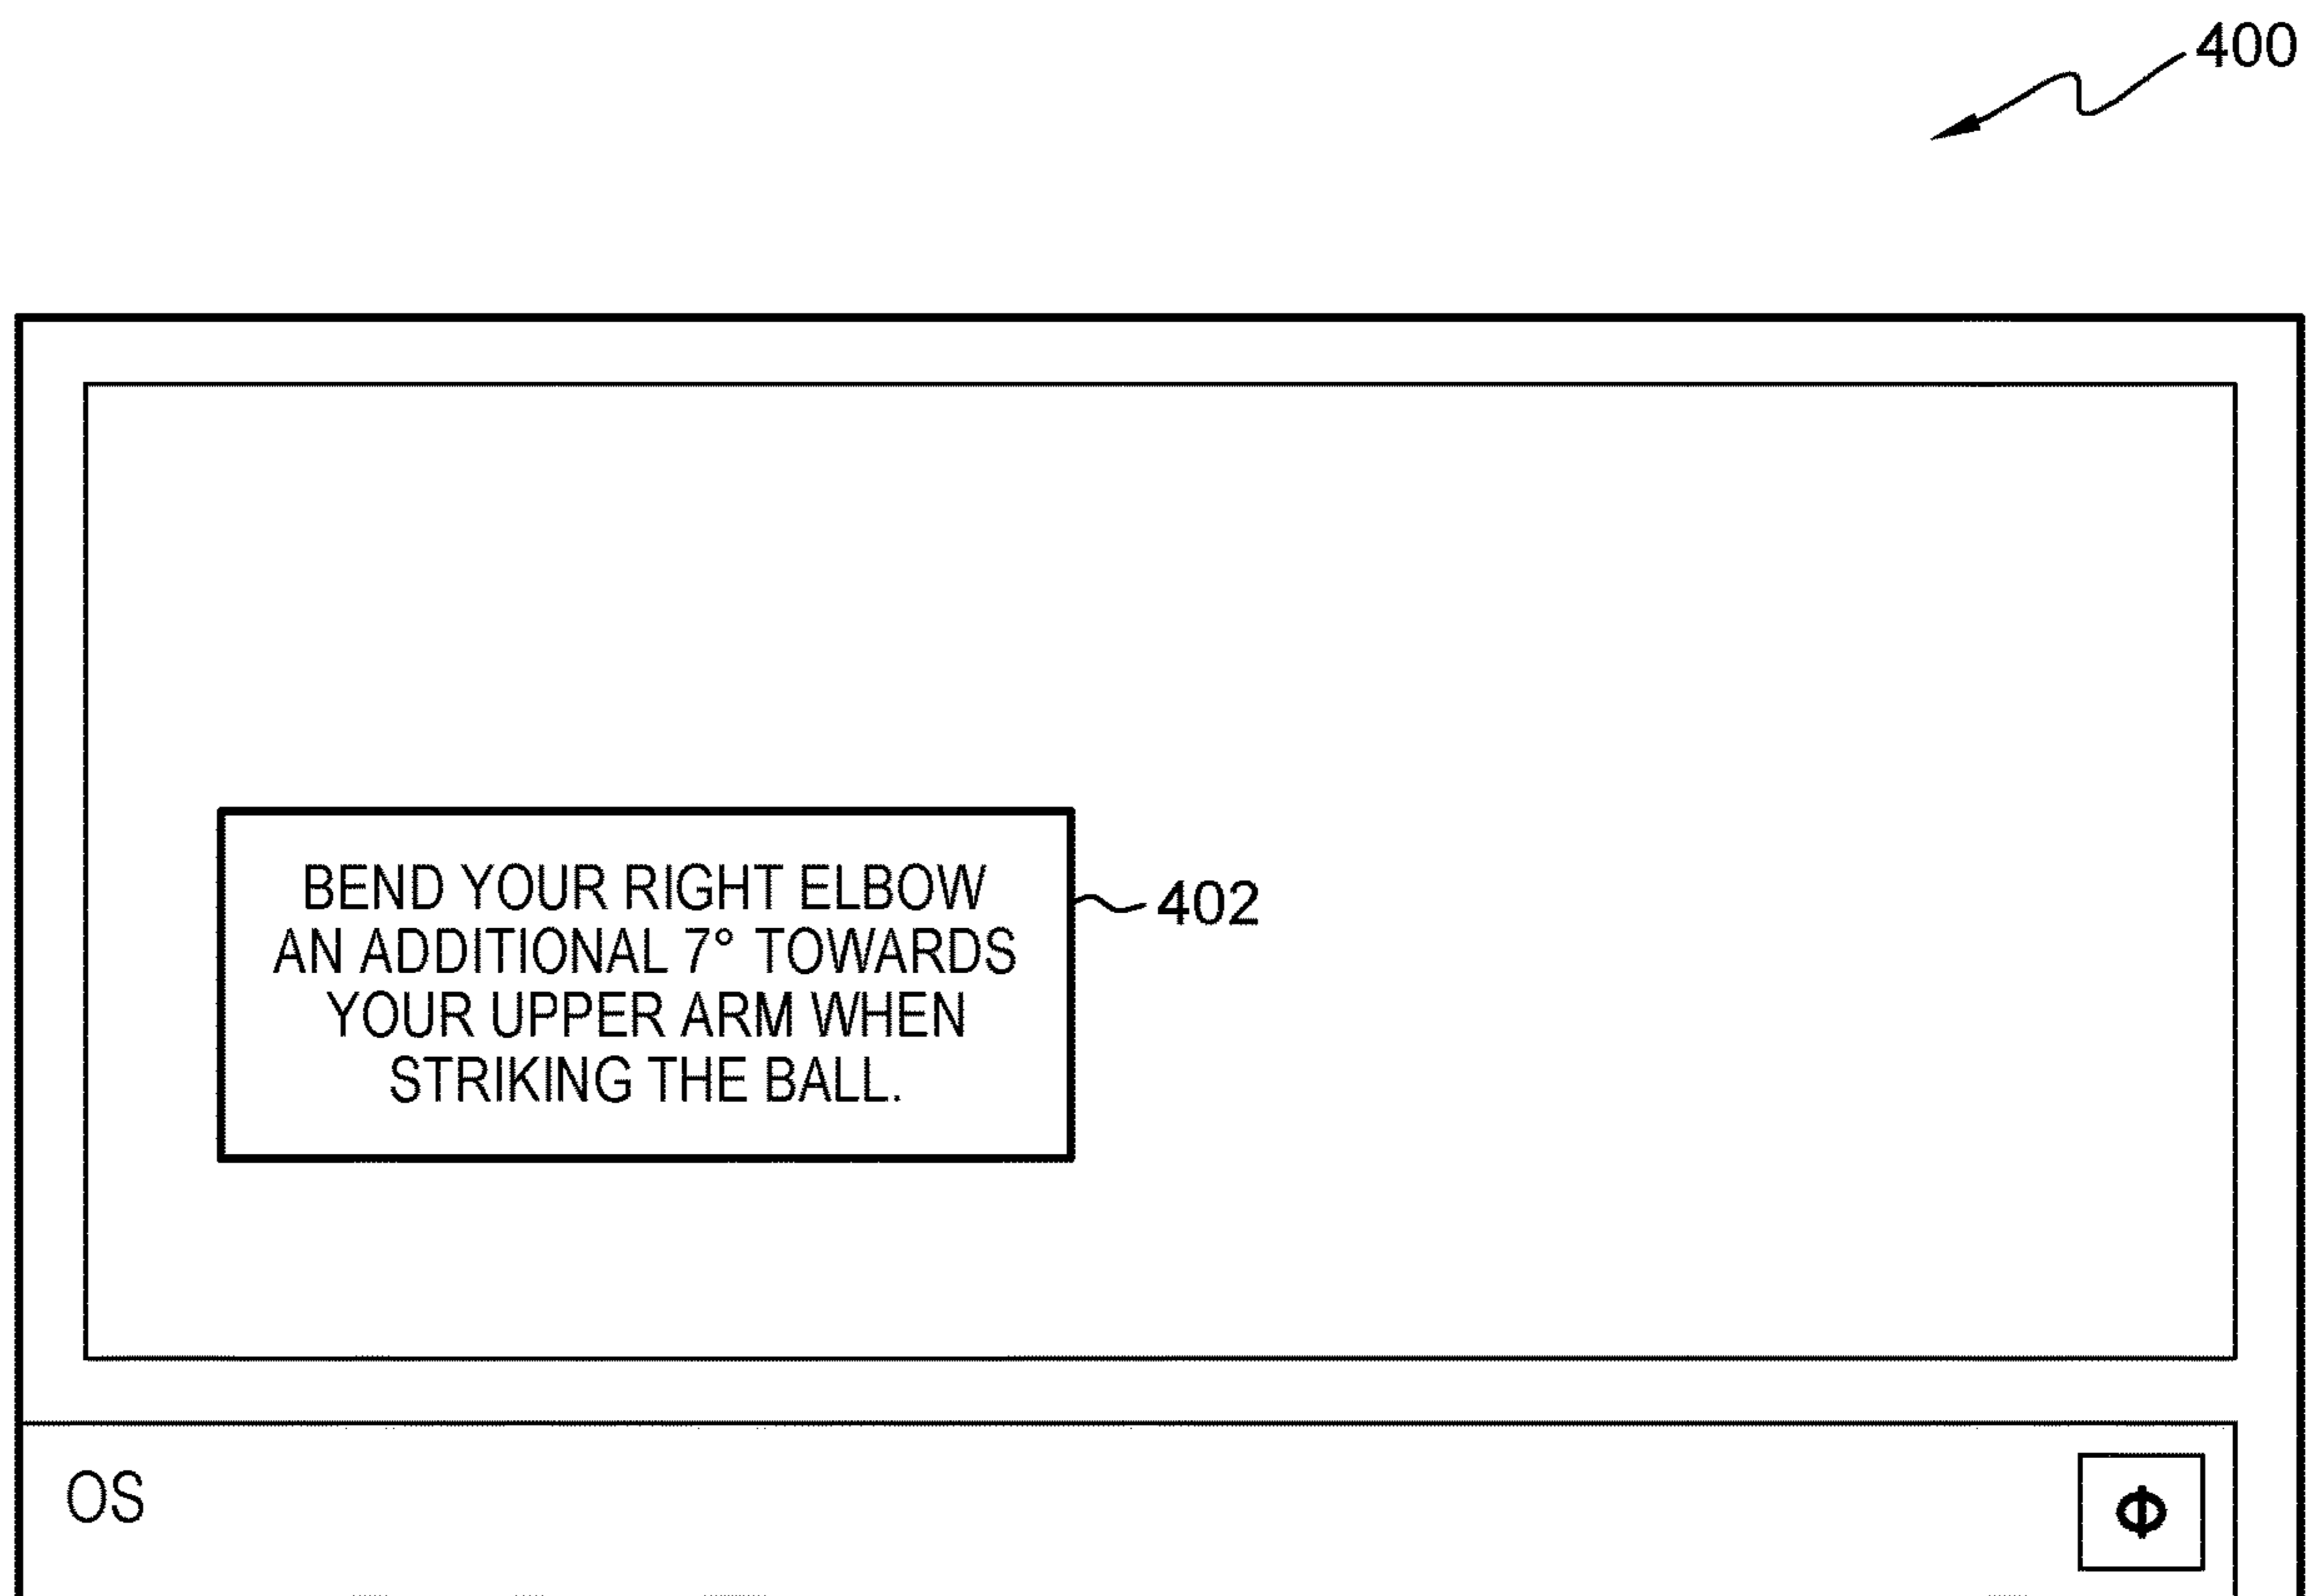 400
BEND YOUR RIGHT ELBOW
AN ADDITIONAL 7° TOWARDS
YOUR UPPER ARM WHEN
STRIKING THE BALL.
402
OS
Φ